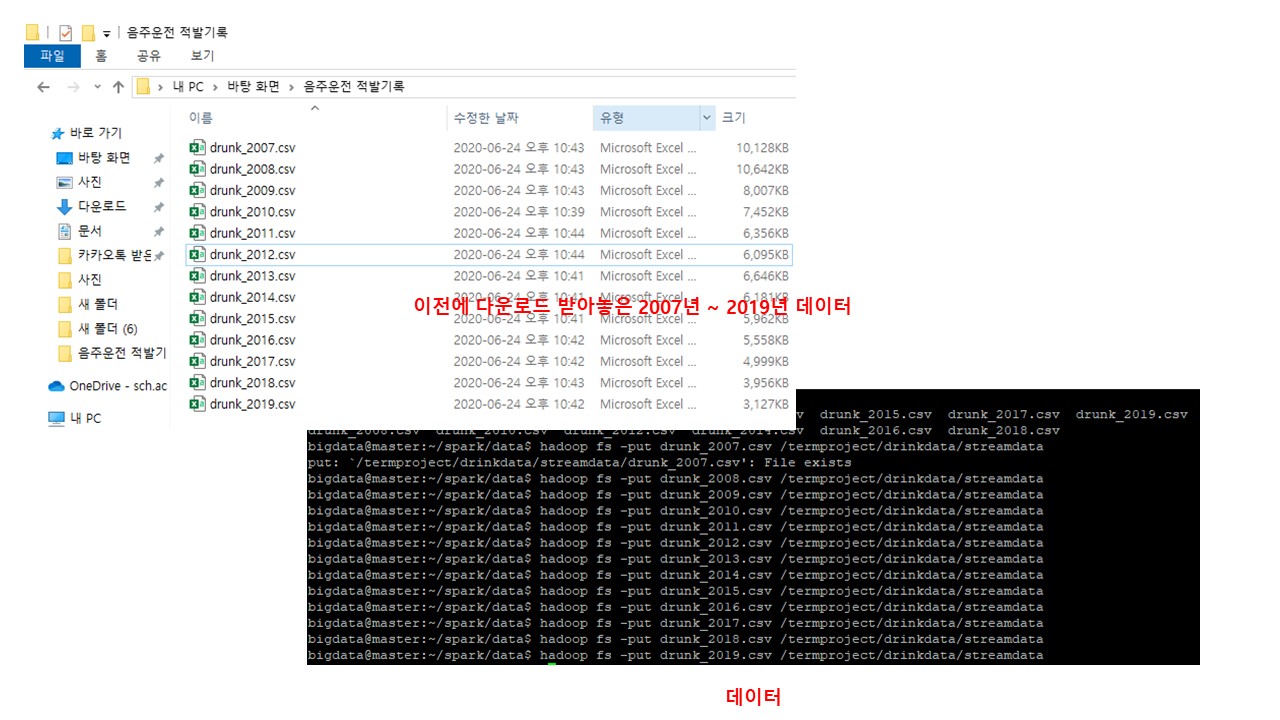 음주운전 적발기록
파일 홈 공유 보기
내 PC 바탕 화면 음주운전 적발기록
이름 수정한 날짜 유형 크기
바로 가기
바탕 화면
사진
다운로드
문서
카카오톡 받은
사진
새 폴더
새 폴더 (6)
음주운전 적발기
OneDrive - sch.ac
내 PC
drunk_2007.csv 2020-06-24 오후 10:43 Microsoft Excel ... 10,128KB
drunk_2008.csv 2020-06-24 오후 10:43 Microsoft Excel ... 10,642KB
drunk_2009.csv 2020-06-24 오후 10:43 Microsoft Excel ... 8,007KB
drunk_2010.csv 2020-06-24 오후 10:39 Microsoft Excel ... 7,452KB
drunk_2011.csv 2020-06-24 오후 10:44 Microsoft Excel ... 6,356KB
drunk_2012.csv 2020-06-24 오후 10:44 Microsoft Excel ... 6,095KB
drunk_2013.csv 2020-06-24 오후 10:41 Microsoft Excel ... 6,646KB
drunk_2014.csv 2020-06-24 오후 10:41 Microsoft Excel ... 6,181KB
이전에 다운로드 받아놓은 2007년 ~ 2019년 데이터
drunk_2015.csv 2020-06-24 오후 10:41 Microsoft Excel ... 5,962KB
drunk_2016.csv 2020-06-24 오후 10:42 Microsoft Excel ... 5,558KB
drunk_2017.csv 2020-06-24 오후 10:42 Microsoft Excel ... 4,999KB
drunk_2018.csv 2020-06-24 오후 10:43 Microsoft Excel ... 3,956KB
drunk_2019.csv 2020-06-24 오후 10:42 Microsoft Excel ... 3,127KB
drunk_2015.csv drunk_2017.csv drunk_2019.csv
drunk_2008.csv drunk_2010.csv drunk_2012.csv drunk_2014.csv drunk_2016.csv drunk_2018.csv
bigdata@master:~/spark/data$ hadoop fs -put drunk_2007.csv /termproject/drinkdata/streamdata
put: `/termproject/drinkdata/streamdata/drunk_2007.csv': File exists
bigdata@master:~/spark/data$ hadoop fs -put drunk_2008.csv /termproject/drinkdata/streamdata
bigdata@master:~/spark/data$ hadoop fs -put drunk_2009.csv /termproject/drinkdata/streamdata
bigdata@master:~/spark/data$ hadoop fs -put drunk_2010.csv /termproject/drinkdata/streamdata
bigdata@master:~/spark/data$ hadoop fs -put drunk_2011.csv /termproject/drinkdata/streamdata
bigdata@master:~/spark/data$ hadoop fs -put drunk_2012.csv /termproject/drinkdata/streamdata
bigdata@master:~/spark/data$ hadoop fs -put drunk_2013.csv /termproject/drinkdata/streamdata
bigdata@master:~/spark/data$ hadoop fs -put drunk_2014.csv /termproject/drinkdata/streamdata
bigdata@master:~/spark/data$ hadoop fs -put drunk_2015.csv /termproject/drinkdata/streamdata
bigdata@master:~/spark/data$ hadoop fs -put drunk_2016.csv /termproject/drinkdata/streamdata
bigdata@master:~/spark/data$ hadoop fs -put drunk_2017.csv /termproject/drinkdata/streamdata
bigdata@master:~/spark/data$ hadoop fs -put drunk_2018.csv /termproject/drinkdata/streamdata
bigdata@master:~/spark/data$ hadoop fs -put drunk_2019.csv /termproject/drinkdata/streamdata
데이터